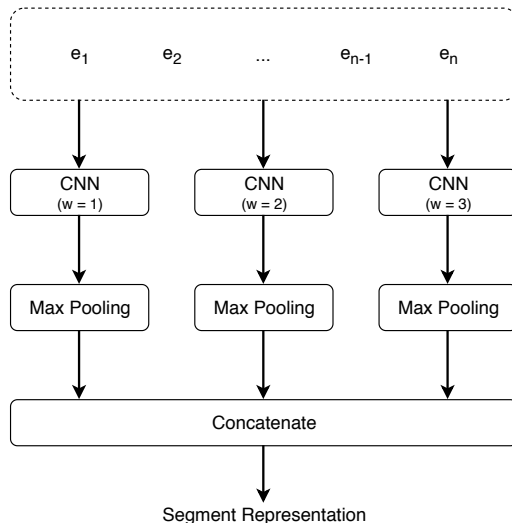 e₁ e₂ ... eₙ₋₁ eₙ
CNN CNN CNN
(w = 1) (w = 2) (w = 3)
Max Pooling Max Pooling Max Pooling
Concatenate
Segment Representation